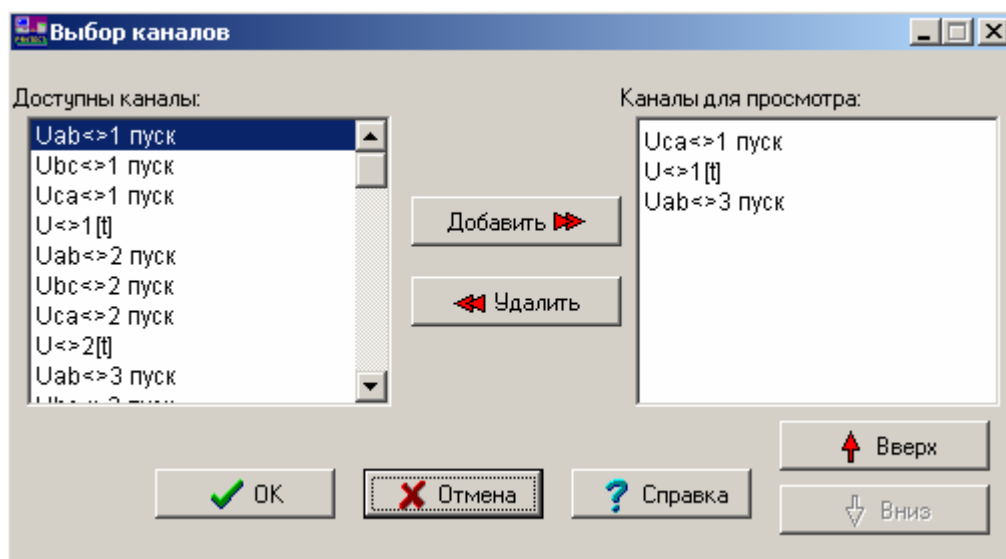 Выбор каналов
Доступны каналы:
Uab<>1 пуск
Ubc<>1 пуск
Uca<>1 пуск
U<>1[t]
Uab<>2 пуск
Ubc<>2 пуск
Uca<>2 пуск
U<>2[t]
Uab<>3 пуск
Добавить
Удалить
Каналы для просмотра:
Uca<>1 пуск
U<>1[t]
Uab<>3 пуск
Вверх
Вниз
OK
Отмена
Справка